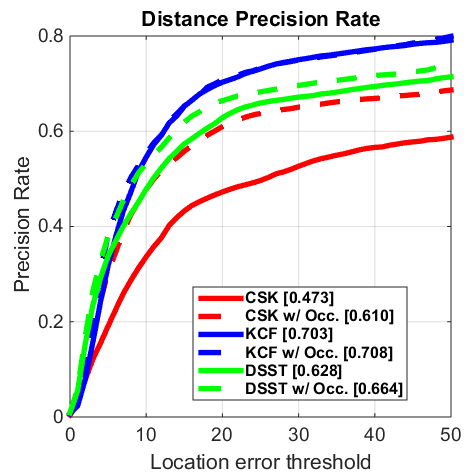 Distance Precision Rate
Precision Rate
0.8
0.6
0.4
0.2
0
CSK [0.473]
CSK w/ Occ. [0.610]
KCF [0.703]
KCF w/ Occ. [0.708]
DSST [0.628]
DSST w/ Occ. [0.664]
0 10 20 30 40 50
Location error threshold